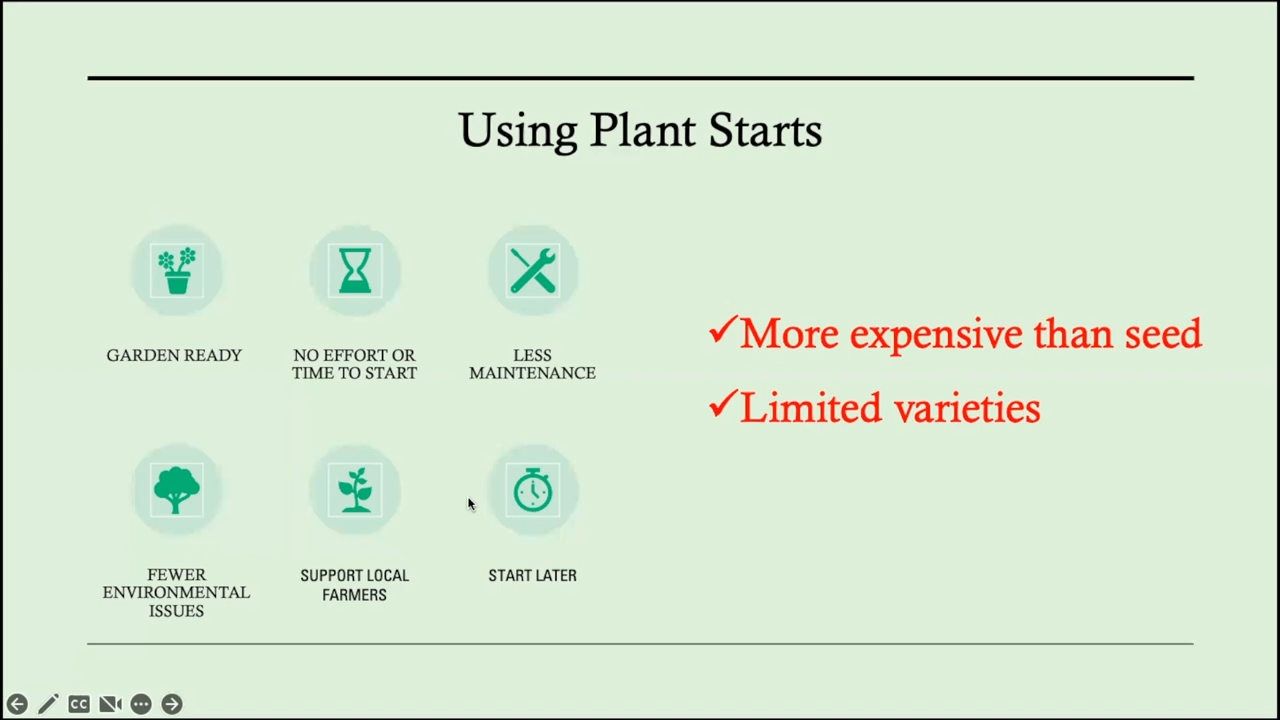 Using Plant Starts
GARDEN READY
NO EFFORT OR
TIME TO START
LESS
MAINTENANCE
FEWER
ENVIRONMENTAL
ISSUES
SUPPORT LOCAL
FARMERS
START LATER
✓More expensive than seed
✓Limited varieties
CC